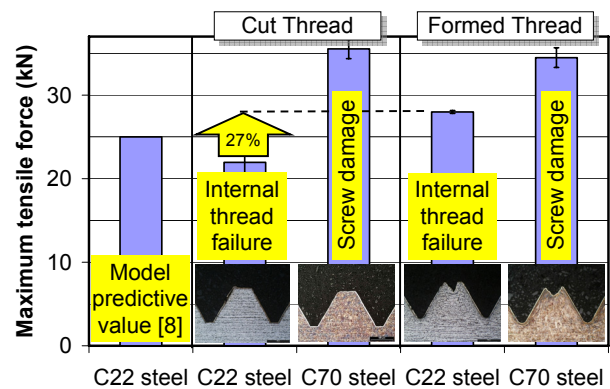 Cut Thread
Formed Thread
Maximum tensile force (kN)
30
20
10
0
27%
Model
predictive
value [8]
Internal
thread
failure
Screw damage
Internal
thread
failure
Screw damage
C22 steel
C22 steel
C70 steel
C22 steel
C70 steel